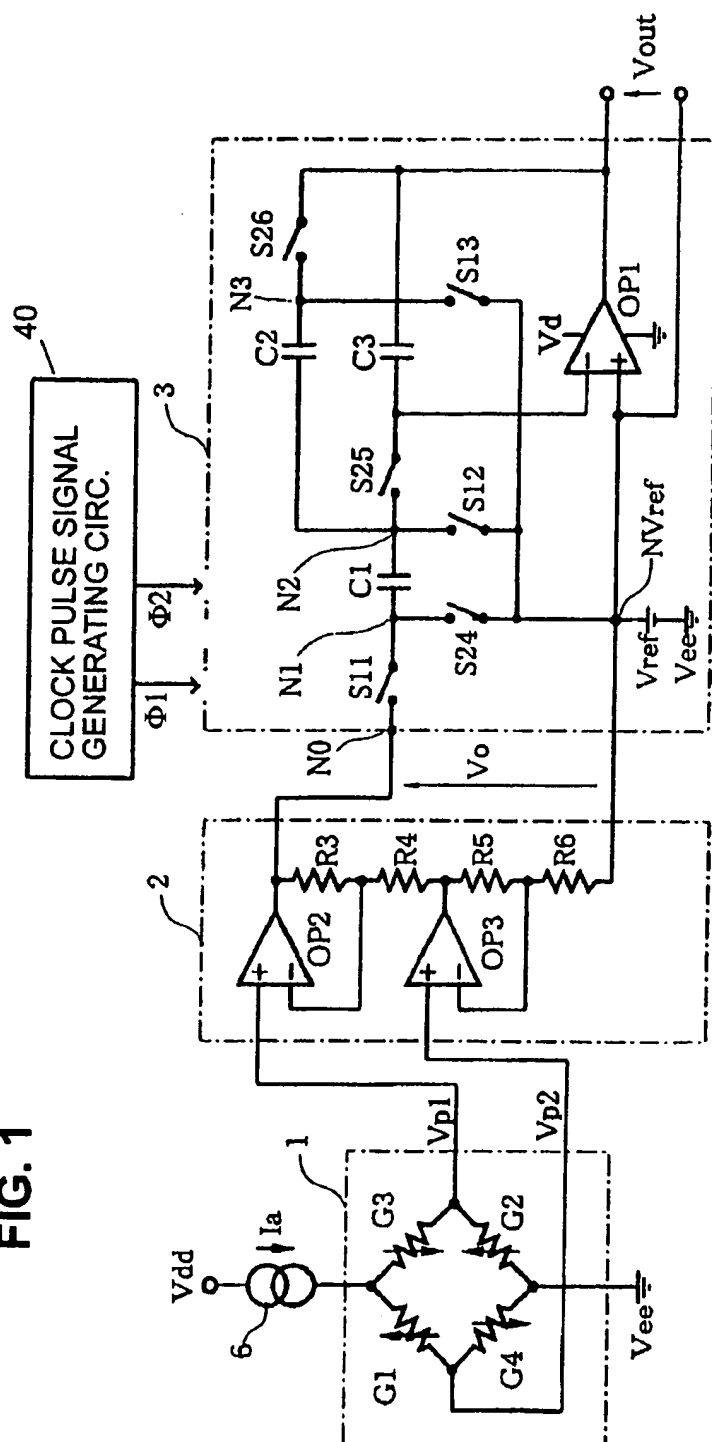 FIG. 1
40
CLOCK PULSE SIGNAL
GENERATING CIRC.
Φ1
Φ2
3
S26
N3
C2
S13
C3
Vd
OP1
Vout
S25
S12
N2
C1
N1
S24
S11
N0
NVref
Vref
Vee
Vo
2
R3
R4
R5
R6
OP2
OP3
+
-
+
-
-
+
Vp1
Vp2
1
Vdd
Ia
6
G3
G2
G1
G4
Vee